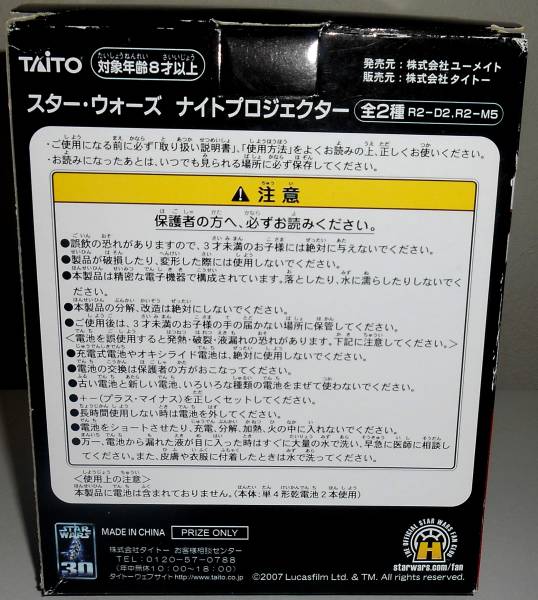 TAITO 対象年齢8才以上
発売元：株式会社ユーメイト
販売元：株式会社タイトー
スター・ウォーズ ナイトプロジェクター 全2種 R2-D2,R2-M5
・ご使用になる前に必ず「取り扱い説明書」、「使用方法」をよくお読みの上、正しくお使いください。
・お読みになったあとは、いつでも見られる場所に必ず保存してください。
注意
保護者の方へ、必ずお読みください。
●誤飲の恐れがありますので、3才未満のお子様には絶対に与えないでください。
●製品が破損したり、変形した際には使用しないでください。
●本製品は精密な電子機器で構成されています。落としたり、水に濡らしたりしないでください。
●本製品の分解、改造は絶対にしないでください。
●ご使用後は、3才未満のお子様の手の届かない場所に保管してください。
<電池を誤使用すると発熱・破裂・液漏れの恐れがあります。下記に注意してください。>
●充電式電池やオキシライド電池は、絶対に使用しないでください。
●電池の交換は保護者の方がおこなってください。
●古い電池と新しい電池、いろいろな種類の電池をまぜて使わないでください。
●＋－(プラス・マイナス)を正しくセットしてください。
●長時間使用しない時は電池を外してください。
●電池をショートさせたり、充電、分解、加熱、火の中に入れないでください。
●万一、電池から漏れた液が目に入った時はすぐに大量の水で洗い、早急に医師に相談してください。また、皮膚や衣服に付着したときは水で洗ってください。
<使用上の注意>
本製品に電池は含まれておりません。(本体：単4形乾電池2本使用)
STAR WARS 30
MADE IN CHINA PRIZE ONLY
株式会社タイトー お客様相談センター
TEL：0120-57-0788
(年中無休10:00～18:00)
タイトーウェブサイトhttp://www.taito.co.jp
THE OFFICIAL STAR WARS FAN CLUB
starwars.com/fan
©2007 Lucasfilm Ltd. & TM. All rights reserved.